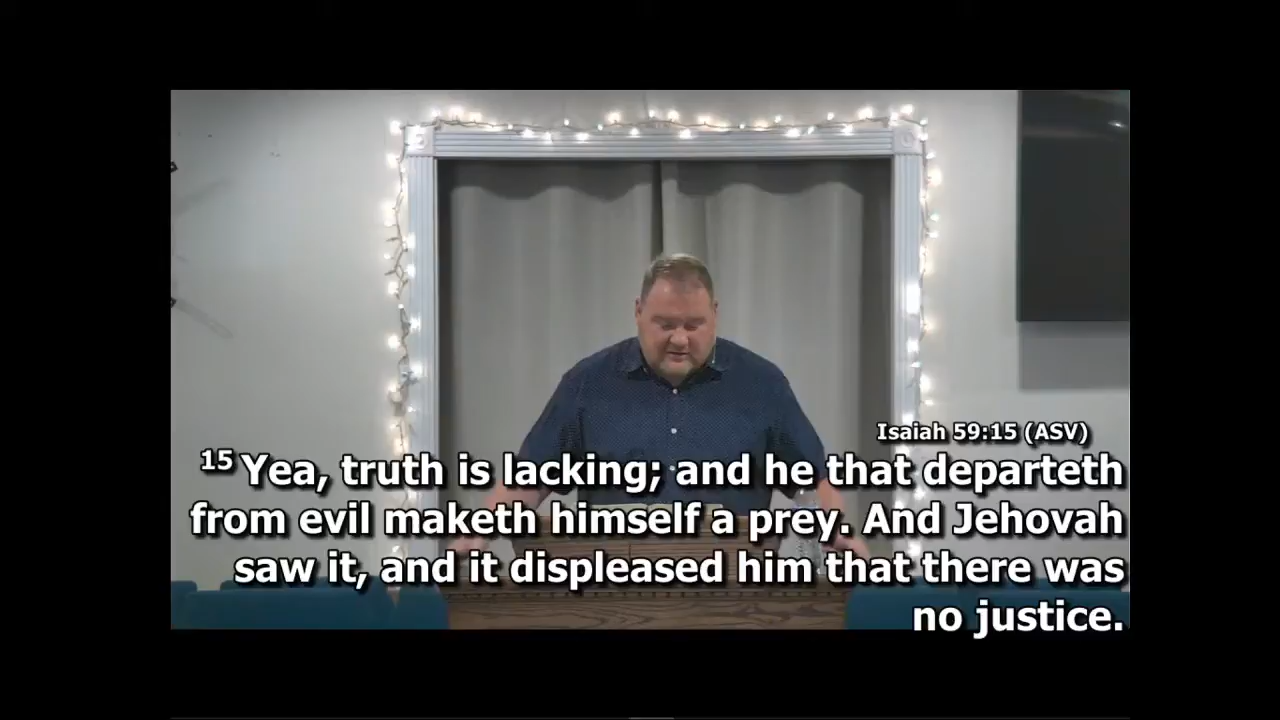 Isaiah 59:15 (ASV)
15 Yea, truth is lacking; and he that departeth
from evil maketh himself a prey. And Jehovah
saw it, and it displeased him that there was
no justice.